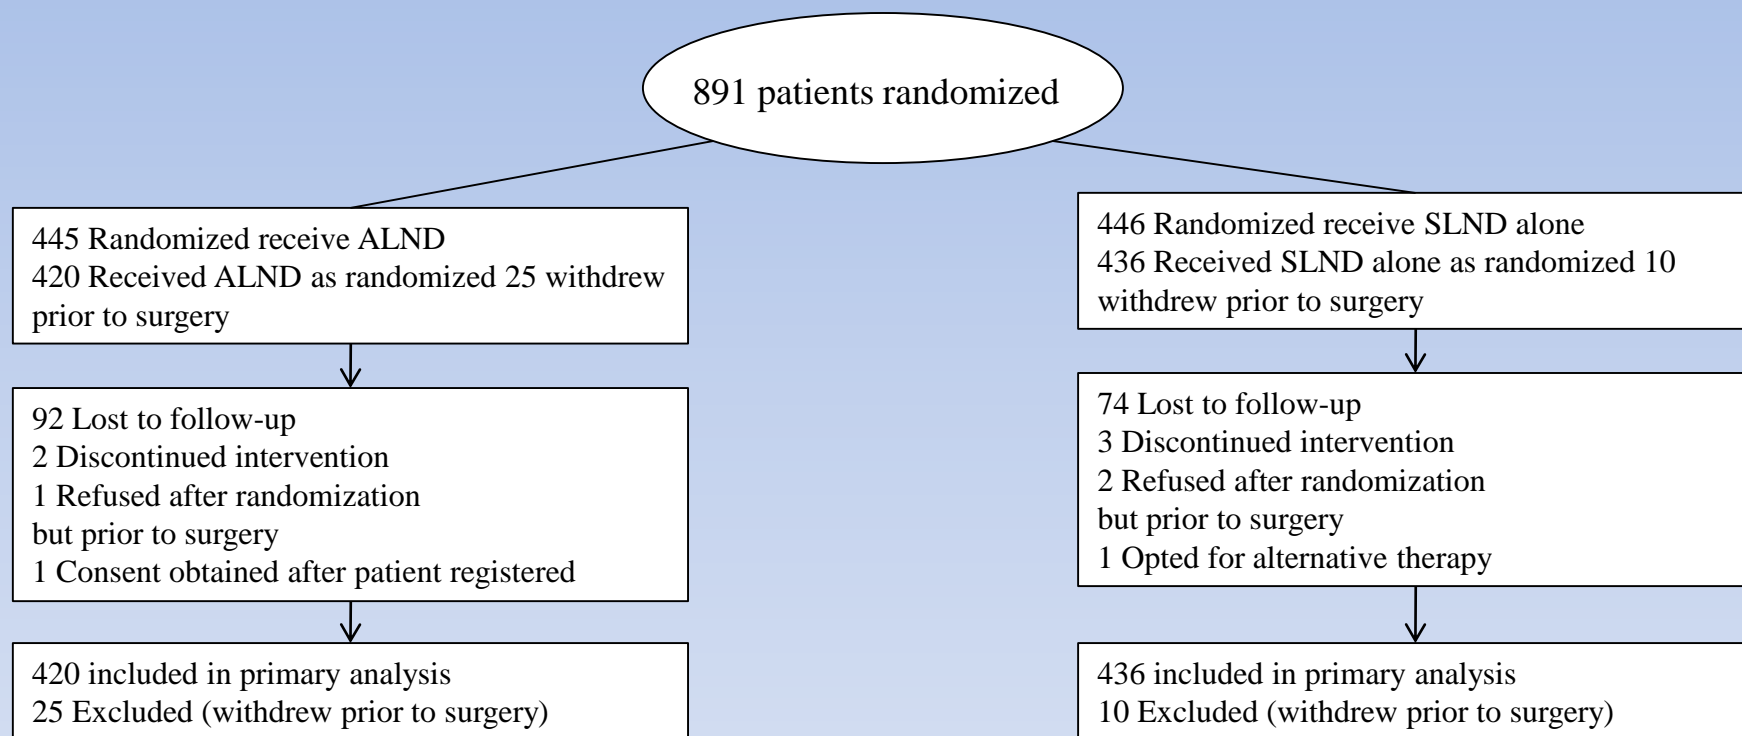 891 patients randomized
445 Randomized receive ALND
420 Received ALND as randomized 25 withdrew
prior to surgery
446 Randomized receive SLND alone
436 Received SLND alone as randomized 10
withdrew prior to surgery
92 Lost to follow-up
2 Discontinued intervention
1 Refused after randomization
but prior to surgery
1 Consent obtained after patient registered
74 Lost to follow-up
3 Discontinued intervention
2 Refused after randomization
but prior to surgery
1 Opted for alternative therapy
420 included in primary analysis
25 Excluded (withdrew prior to surgery)
436 included in primary analysis
10 Excluded (withdrew prior to surgery)